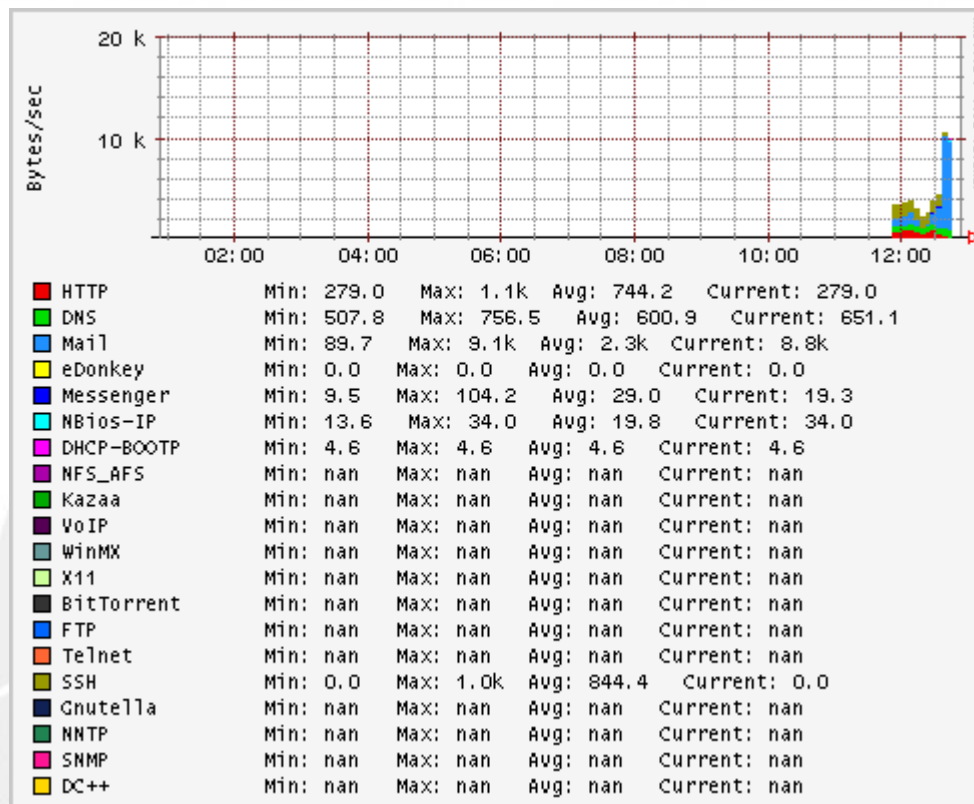 20 k
10 k
Bytes/sec
02:00 04:00 06:00 08:00 10:00 12:00
HTTP Min: 279.0 Max: 1.1k Avg: 744.2 Current: 279.0
DNS Min: 507.8 Max: 756.5 Avg: 600.9 Current: 651.1
Mail Min: 89.7 Max: 9.1k Avg: 2.3k Current: 8.8k
eDonkey Min: 0.0 Max: 0.0 Avg: 0.0 Current: 0.0
Messenger Min: 9.5 Max: 104.2 Avg: 29.0 Current: 19.3
NBios-IP Min: 13.6 Max: 34.0 Avg: 19.8 Current: 34.0
DHCP-BOOTP Min: 4.6 Max: 4.6 Avg: 4.6 Current: 4.6
NFS_AFS Min: nan Max: nan Avg: nan Current: nan
Kazaa Min: nan Max: nan Avg: nan Current: nan
VoIP Min: nan Max: nan Avg: nan Current: nan
WinMX Min: nan Max: nan Avg: nan Current: nan
X11 Min: nan Max: nan Avg: nan Current: nan
BitTorrent Min: nan Max: nan Avg: nan Current: nan
FTP Min: nan Max: nan Avg: nan Current: nan
Telnet Min: nan Max: nan Avg: nan Current: nan
SSH Min: 0.0 Max: 1.0k Avg: 844.4 Current: 0.0
Gnutella Min: nan Max: nan Avg: nan Current: nan
NNTP Min: nan Max: nan Avg: nan Current: nan
SNMP Min: nan Max: nan Avg: nan Current: nan
DC++ Min: nan Max: nan Avg: nan Current: nan